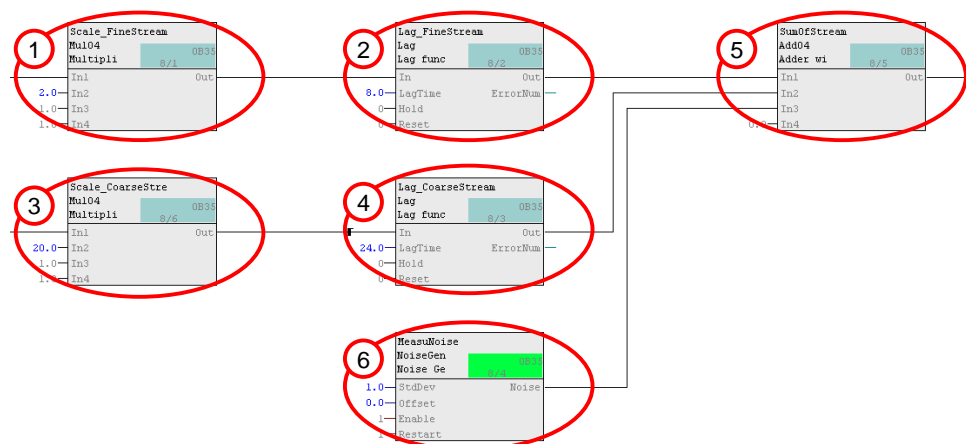 1
Scale_FineStream
Mul04
Multipli
OB35
8/1
In1 Out
2.0 In2
1.0 In3
1.0 In4
2
Lag_FineStream
Lag
Lag func
OB35
8/2
In Out
8.0 LagTime ErrorNum
0 Hold
0 Reset
5
SumOfStream
Add04
Adder wi
OB35
8/5
In1 Out
In2
In3
0.0 In4
3
Scale_CoarseStre
Mul04
Multipli
OB35
8/6
In1 Out
20.0 In2
1.0 In3
1.0 In4
4
Lag_CoarseStream
Lag
Lag func
OB35
8/3
In Out
24.0 LagTime ErrorNum
0 Hold
0 Reset
6
MeasuNoise
NoiseGen
Noise Ge
OB35
8/4
1.0 StdDev Noise
0.0 Offset
1 Enable
1 Restart